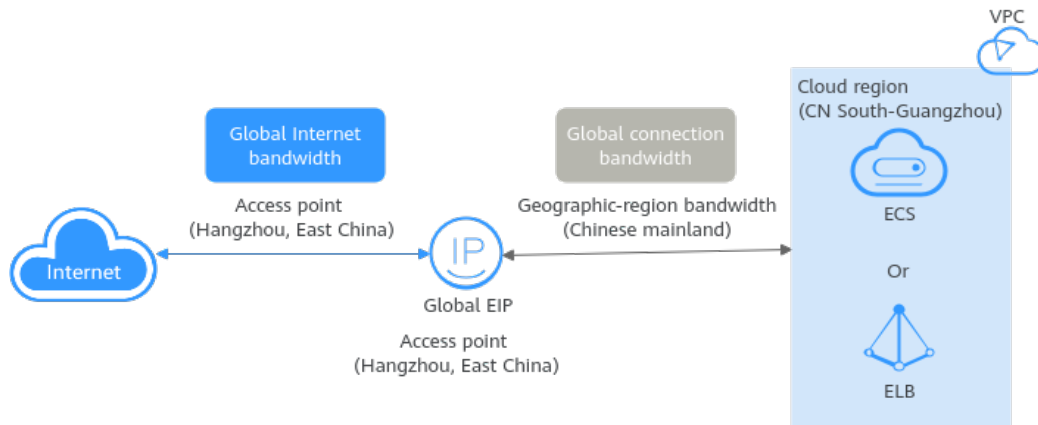 VPC
Cloud region
(CN South-Guangzhou)
Global Internet
bandwidth
Global connection
bandwidth
Access point
(Hangzhou, East China)
Geographic-region bandwidth
(Chinese mainland)
ECS
Internet
IP
Global EIP
Or
Access point
(Hangzhou, East China)
ELB